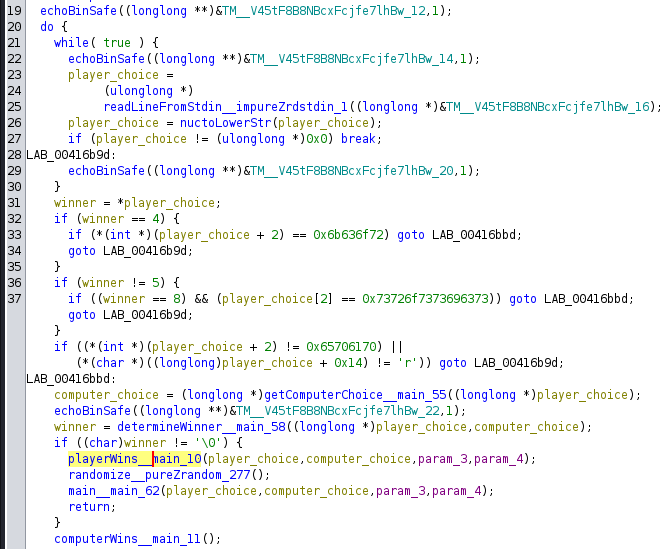 19 echoBinSafe((longlong **)&TM__V45tF8B8NBcxFcjfe7lhBw_12,1);
20 do {
21 while( true ) {
22 echoBinSafe((longlong **)&TM__V45tF8B8NBcxFcjfe7lhBw_14,1);
23 player_choice =
24 (ulonglong *)
25 readLineFromStdin__impureZrdstdin_1((longlong *)&TM__V45tF8B8NBcxFcjfe7lhBw_16);
26 player_choice = nuctoLowerStr(player_choice);
27 if (player_choice != (ulonglong *)0x0) break;
28 LAB_00416b9d:
29 echoBinSafe((longlong **)&TM__V45tF8B8NBcxFcjfe7lhBw_20,1);
30 }
31 winner = *player_choice;
32 if (winner == 4) {
33 if (*(int *)(player_choice + 2) == 0x6b636f72) goto LAB_00416bbd;
34 goto LAB_00416b9d;
35 }
36 if (winner != 5) {
37 if ((winner == 8) && (player_choice[2] == 0x73726f7373696373)) goto LAB_00416bbd;
goto LAB_00416b9d;
}
if ((*(int *)(player_choice + 2) != 0x65706170) ||
(*(char *)((longlong)player_choice + 0x14) != 'r')) goto LAB_00416b9d;
LAB_00416bbd:
computer_choice = (longlong *)getComputerChoice__main_55((longlong *)player_choice);
echoBinSafe((longlong **)&TM__V45tF8B8NBcxFcjfe7lhBw_22,1);
winner = determineWinner__main_58((longlong *)player_choice,computer_choice);
if ((char)winner != '\0') {
playerWins__main_10(player_choice,computer_choice,param_3,param_4);
randomize__pureZrandom_277();
main__main_62(player_choice,computer_choice,param_3,param_4);
return;
}
computerWins__main_11();